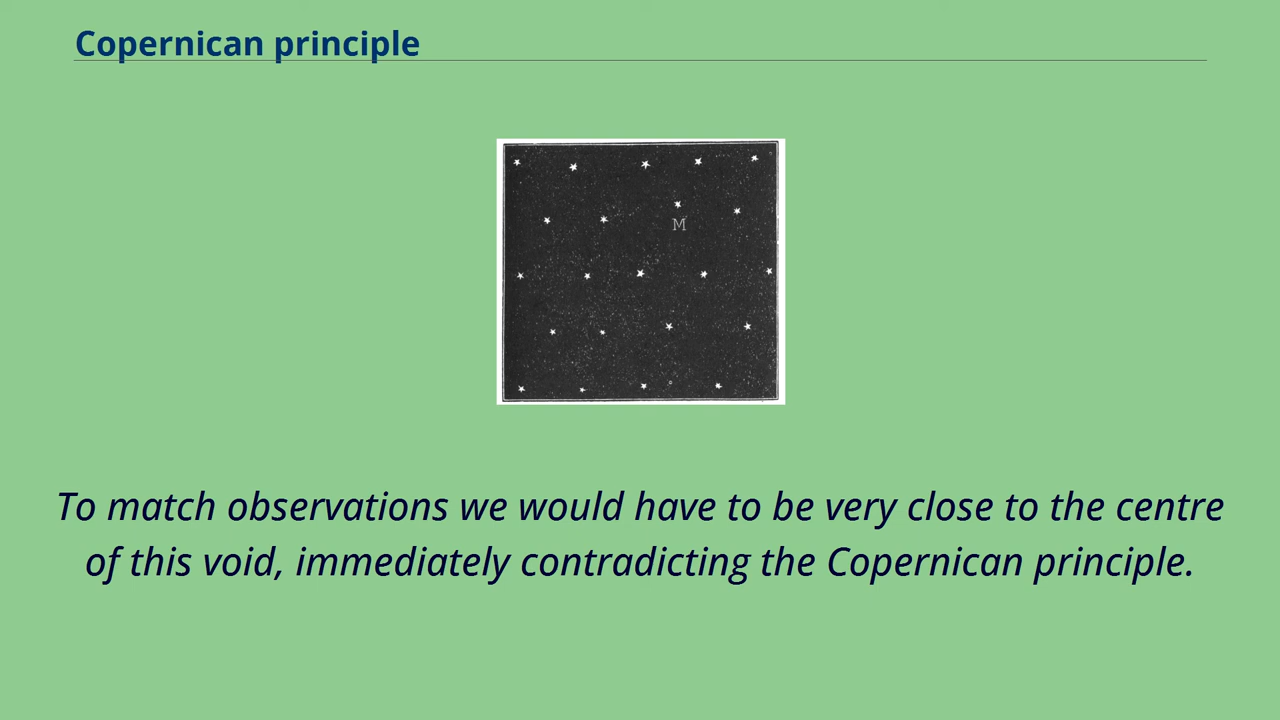 Copernican principle
M
To match observations we would have to be very close to the centre
of this void, immediately contradicting the Copernican principle.